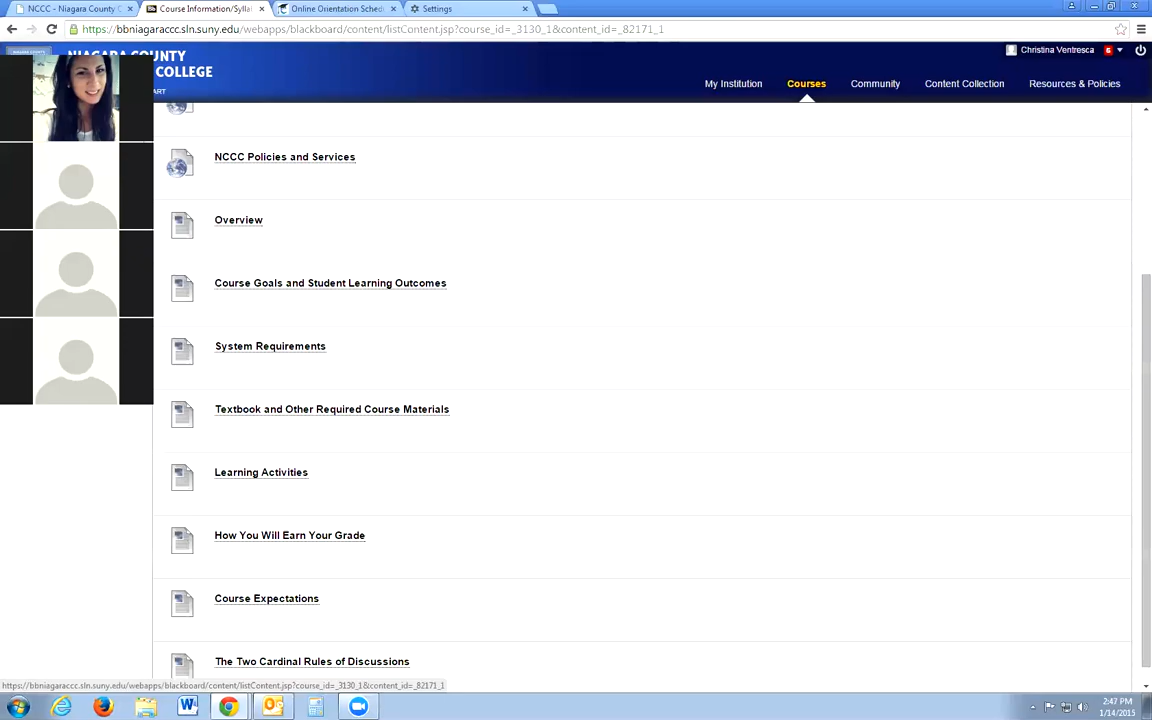 NCCC - Niagara County C
Course Information/Sylla
Online Orientation Sched
Settings
https://bbniagaraccc.sln.suny.edu/webapps/blackboard/content/listContent.jsp?course_id=_3130_1&content_id=_82171_1
NIAGARA COUNTY
COLLEGE
ART
Christina Ventresca
6
My Institution
Courses
Community
Content Collection
Resources & Policies
NCCC Policies and Services
Overview
Course Goals and Student Learning Outcomes
System Requirements
Textbook and Other Required Course Materials
Learning Activities
How You Will Earn Your Grade
Course Expectations
The Two Cardinal Rules of Discussions
https://bbniagaraccc.sln.suny.edu/webapps/blackboard/content/listContent.jsp?course_id=_3130_1&content_id=_82171_1
2:47 PM
1/14/2015